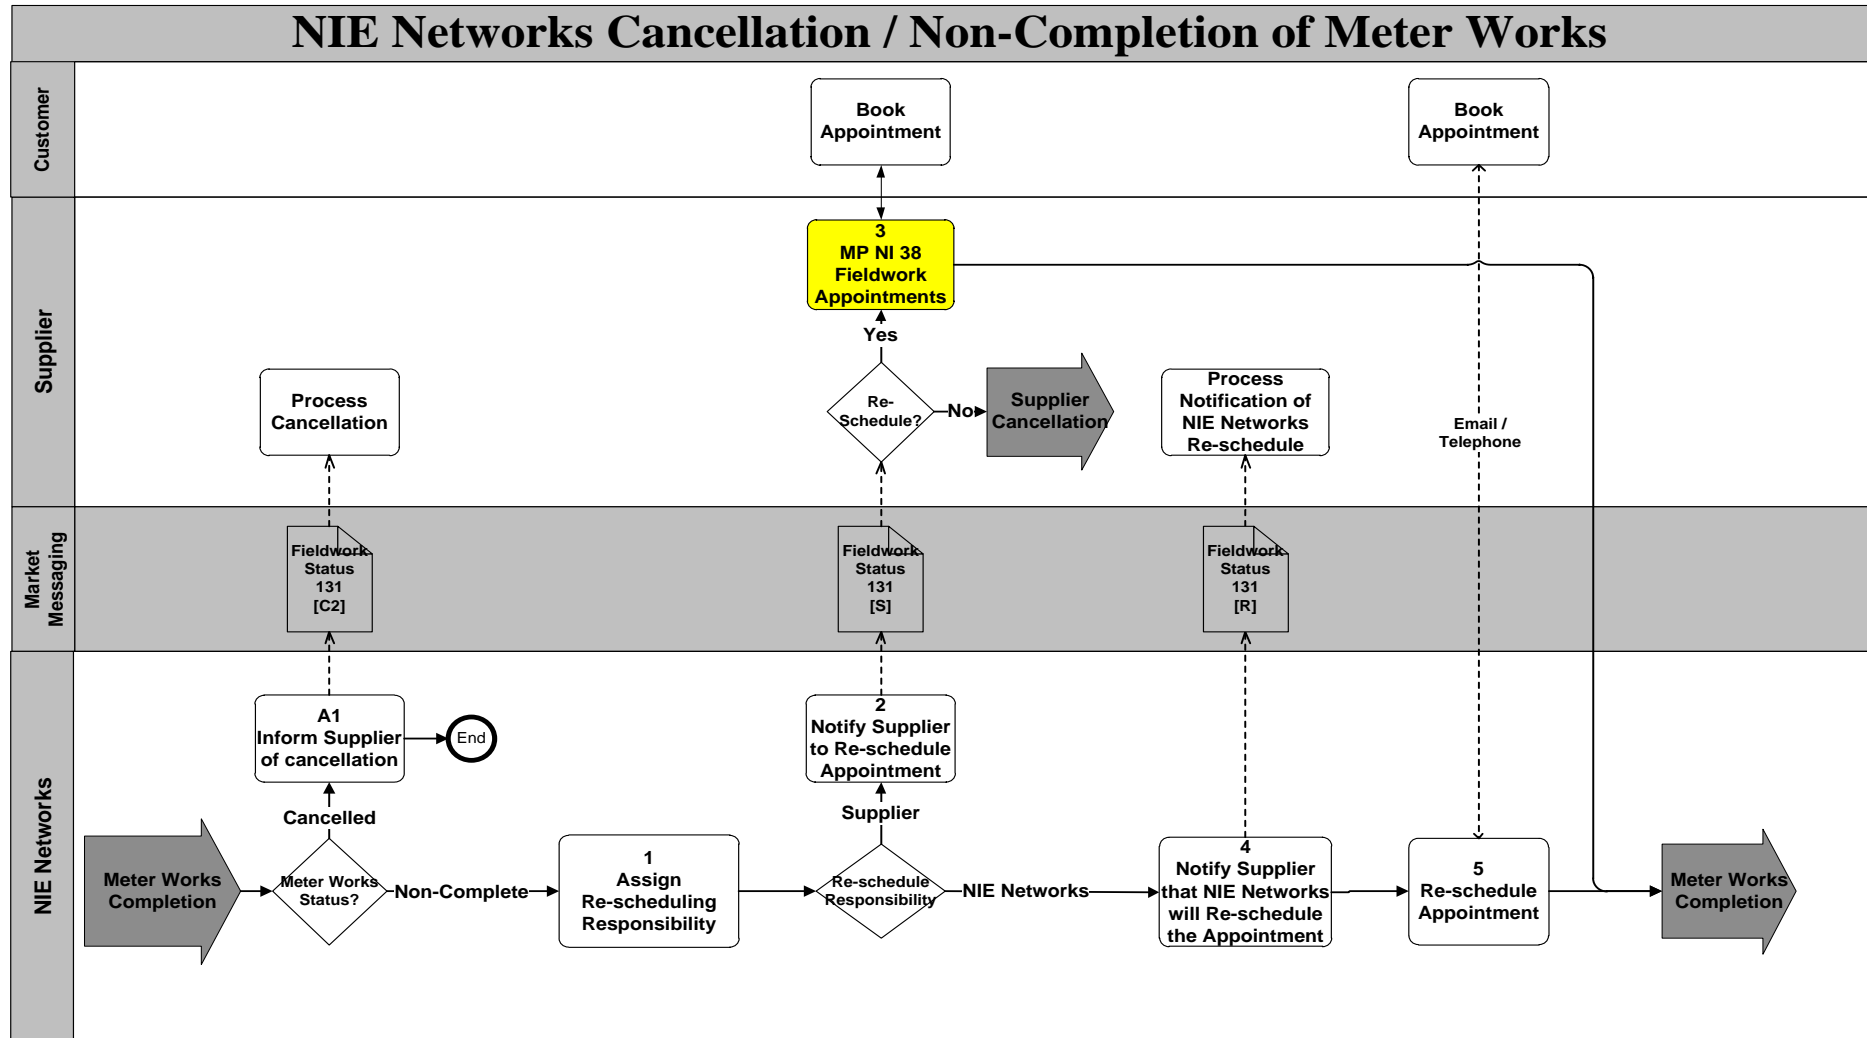 NIE Networks Cancellation / Non-Completion of Meter Works
Customer
Book
Appointment
Book
Appointment
Supplier
3
MP NI 38
Fieldwork
Appointments
Yes
Re-
Schedule?
No
Supplier
Cancellation
Process
Cancellation
Process
Notification of
NIE Networks
Re-schedule
Email /
Telephone
Market
Messaging
Fieldwork
Status
131
[C2]
Fieldwork
Status
131
[S]
Fieldwork
Status
131
[R]
NIE Networks
A1
Inform Supplier
of cancellation
End
2
Notify Supplier
to Re-schedule
Appointment
Cancelled
Supplier
Meter Works
Completion
Meter Works
Status?
Non-Complete
1
Assign
Re-scheduling
Responsibility
Re-schedule
Responsibility
NIE Networks
4
Notify Supplier
that NIE Networks
will Re-schedule
the Appointment
5
Re-schedule
Appointment
Meter Works
Completion